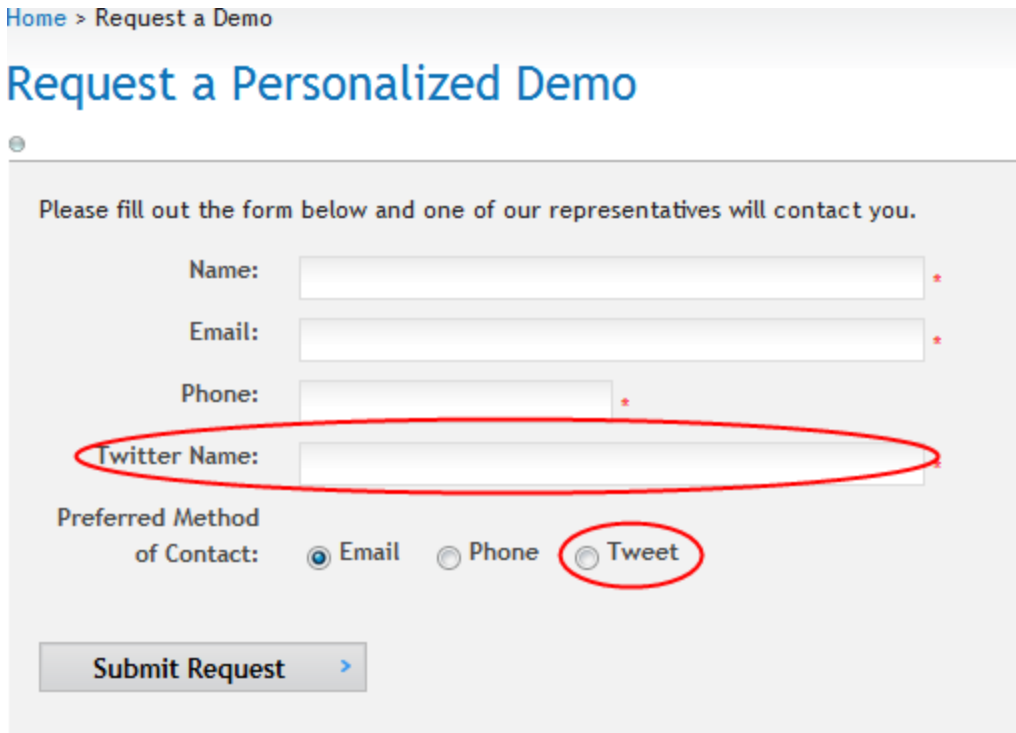 Home > Request a Demo
Request a Personalized Demo
Please fill out the form below and one of our representatives will contact you.
Name: *
Email: *
Phone: *
Twitter Name: *
Preferred Method
of Contact: Email Phone Tweet
Submit Request >